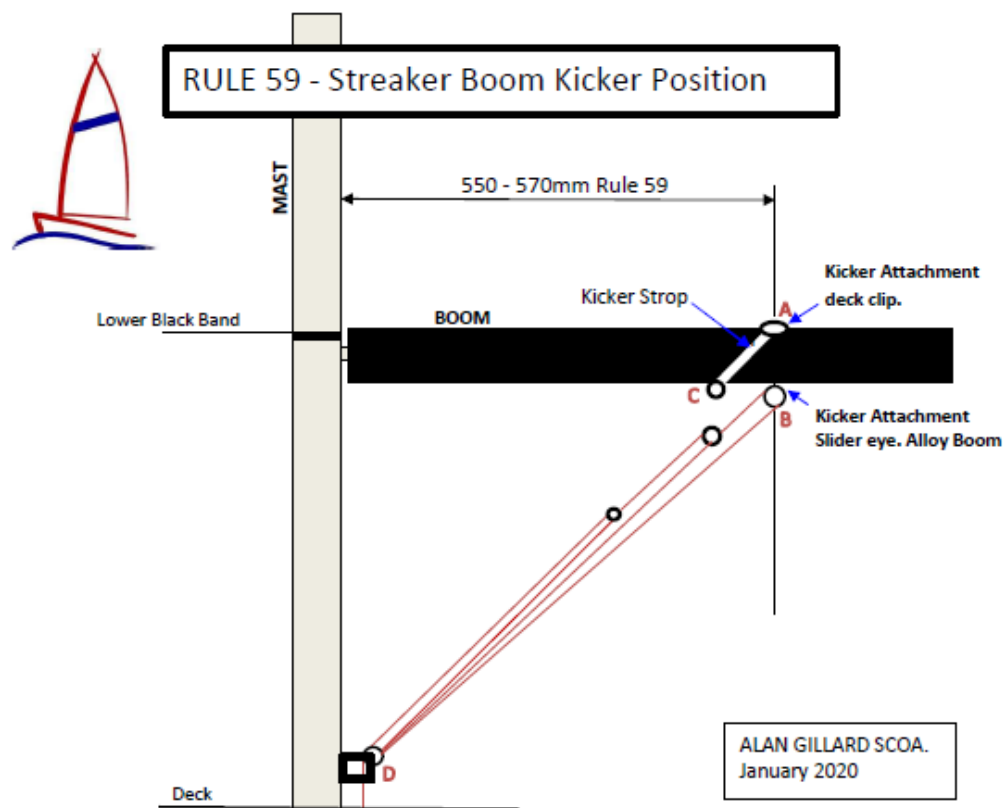 RULE 59 - Streaker Boom Kicker Position
MAST
550 - 570mm Rule 59
Kicker Attachment
deck clip.
Kicker Strop
A
Lower Black Band
BOOM
C
B
Kicker Attachment
Slider eye. Alloy Boom
D
ALAN GILLARD SCOA.
January 2020
Deck